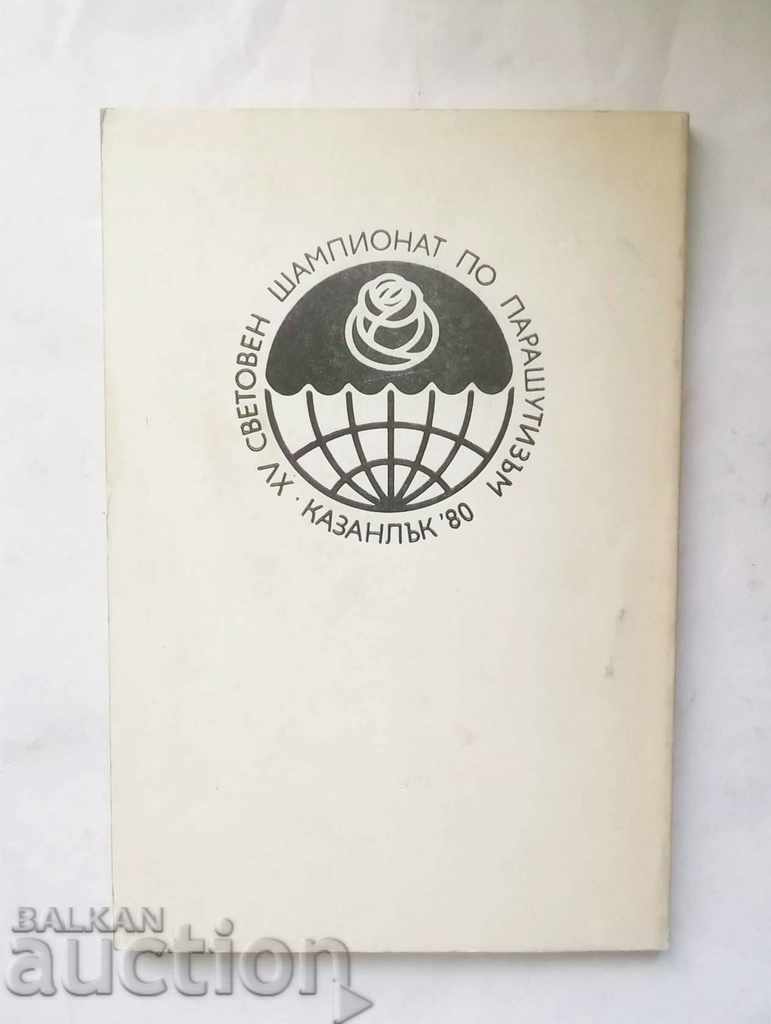 XV СВЕТОВЕН ШАМПИОНАТ ПО ПАРАШУТИЗЪМ
· КАЗАНЛЪК '80
BALKAN
auction